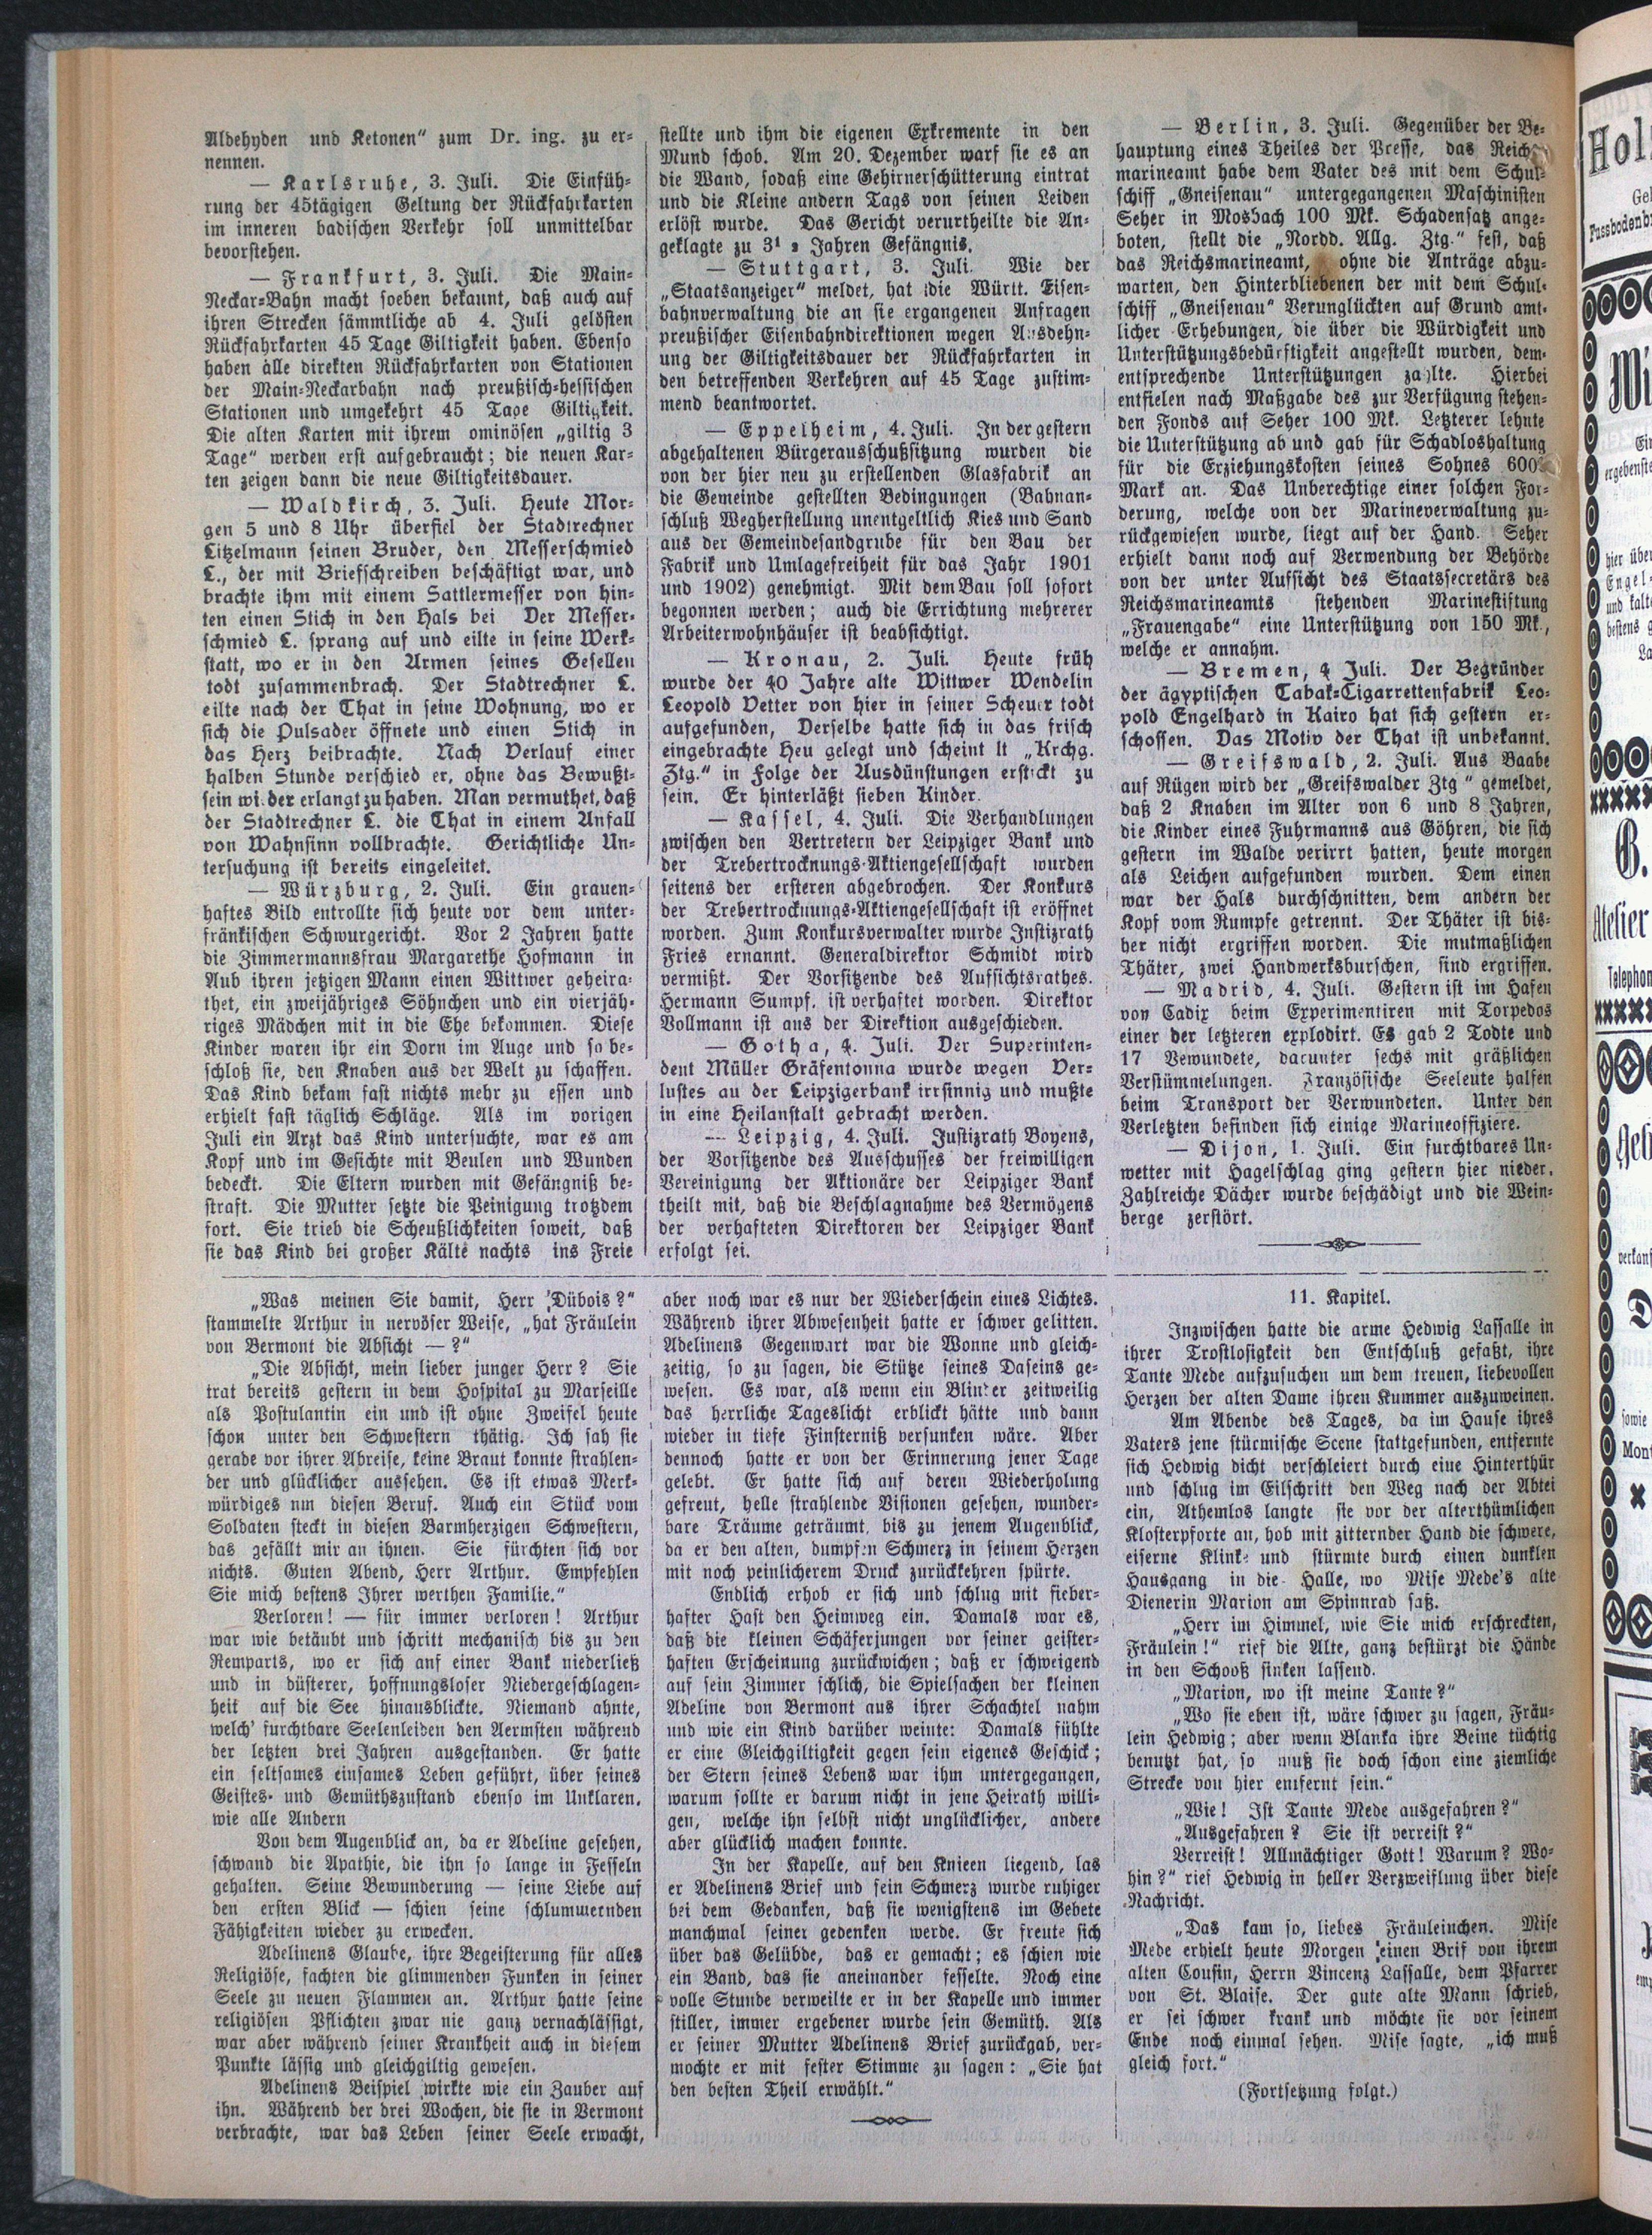 Aldehyden und Ketonen“ zum Dr. ing. zu er-
nennen.
— Karlsruhe, 3. Juli. Die Einfüh-
rung der 45tägigen Geltung der Rückfahrkarten
im inneren badischen Verkehr soll unmittelbar
bevorstehen.
— Frankfurt, 3. Juli. Die Main-
Neckar-Bahn macht soeben bekannt, daß auch auf
ihren Strecken sämmtliche ab 4. Juli gelösten
Rückfahrkarten 45 Tage Giltigkeit haben. Ebenso
haben alle direkten Rückfahrkarten von Stationen
der Main-Neckarbahn nach preußisch-hessischen
Stationen und umgekehrt 45 Tage Giltigkeit.
Die alten Karten mit ihrem ominösen „giltig 3
Tage“ werden erst aufgebraucht; die neuen Kar-
ten zeigen dann die neue Giltigkeitsdauer.
— Waldkirch, 3. Juli. Heute Mor-
gen 5 und 8 Uhr überfiel der Stadtrechner
Litzelmann seinen Bruder, den Messerschmied
L., der mit Briefschreiben beschäftigt war, und
brachte ihm mit einem Sattlermesser von hin-
ten einen Stich in den Hals bei Der Messer-
schmied L. sprang auf und eilte in seine Werk-
statt, wo er in den Armen seines Gesellen
todt zusammenbrach. Der Stadtrechner L.
eilte nach der That in seine Wohnung, wo er
sich die Pulsader öffnete und einen Stich in
das Herz beibrachte. Nach Verlauf einer
halben Stunde verschied er, ohne das Bewußt-
sein wieder erlangt zu haben. Man vermuthet, daß
der Stadtrechner L. die That in einem Anfall
von Wahnsinn vollbrachte. Gerichtliche Un-
tersuchung ist bereits eingeleitet.
— Würzburg, 2. Juli. Ein grauen-
haftes Bild entrollte sich heute vor dem unter-
fränkischen Schwurgericht. Vor 2 Jahren hatte
die Zimmermannsfrau Margarethe Hofmann in
Aub ihren jetzigen Mann einen Wittwer geheira-
thet, ein zweijähriges Söhnchen und ein vierjäh-
riges Mädchen mit in die Ehe bekommen. Diese
Kinder waren ihr ein Dorn im Auge und so be-
schloß sie, den Knaben aus der Welt zu schaffen.
Das Kind bekam fast nichts mehr zu essen und
erhielt fast täglich Schläge. Als im vorigen
Juli ein Arzt das Kind untersuchte, war es am
Kopf und im Gesichte mit Beulen und Wunden
bedeckt. Die Eltern wurden mit Gefängniß be-
straft. Die Mutter setzte die Peinigung trotzdem
fort. Sie trieb die Scheußlichkeiten soweit, daß
sie das Kind bei großer Kälte nachts ins Freie
stellte und ihm die eigenen Exkremente in den
Mund schob. Am 20. Dezember warf sie es an
die Wand, sodaß eine Gehirnerschütterung eintrat
und die Kleine andern Tags von seinen Leiden
erlöst wurde. Das Gericht verurtheilte die An-
geklagte zu 3½ Jahren Gefängnis.
— Stuttgart, 3. Juli. Wie der
„Staatsanzeiger“ meldet, hat die Württ. Eisen-
bahnverwaltung die an sie ergangenen Anfragen
preußischer Eisenbahndirektionen wegen Ausdehn-
ung der Giltigkeitsdauer der Rückfahrkarten in
den betreffenden Verkehren auf 45 Tage zustim-
mend beantwortet.
— Eppelheim, 4. Juli. In der gestern
abgehaltenen Bürgerausschußsitzung wurden die
von der hier neu zu erstellenden Glasfabrik an
die Gemeinde gestellten Bedingungen (Bahnan-
schluß Wegherstellung unentgeltlich Kies und Sand
aus der Gemeindesandgrube für den Bau der
Fabrik und Umlagefreiheit für das Jahr 1901
und 1902) genehmigt. Mit dem Bau soll sofort
begonnen werden; auch die Errichtung mehrerer
Arbeiterwohnhäuser ist beabsichtigt.
— Kronau, 2. Juli. Heute früh
wurde der 40 Jahre alte Wittwer Wendelin
Leopold Vetter von hier in seiner Scheuer todt
aufgefunden, Derselbe hatte sich in das frisch
eingebrachte Heu gelegt und scheint lt „Krchg.
Ztg.“ in Folge der Ausdünstungen erstickt zu
sein. Er hinterläßt sieben Kinder.
— Kassel, 4. Juli. Die Verhandlungen
zwischen den Vertretern der Leipziger Bank und
der Trebertrocknungs-Aktiengesellschaft wurden
seitens der ersteren abgebrochen. Der Konkurs
der Trebertrocknungs-Aktiengesellschaft ist eröffnet
worden. Zum Konkursverwalter wurde Justizrath
Fries ernannt. Generaldirektor Schmidt wird
vermißt. Der Vorsitzende des Aufsichtsrathes.
Hermann Sumpf, ist verhaftet worden. Direktor
Vollmann ist aus der Direktion ausgeschieden.
— Gotha, 4. Juli. Der Superinten-
dent Müller Gräfentonna wurde wegen Ver-
lustes an der Leipzigerbank irrsinnig und mußte
in eine Heilanstalt gebracht werden.
— Leipzig, 4. Juli. Justizrath Boyens,
der Vorsitzende des Ausschusses der freiwilligen
Vereinigung der Aktionäre der Leipziger Bank
theilt mit, daß die Beschlagnahme des Vermögens
der verhafteten Direktoren der Leipziger Bank
erfolgt sei.
— Berlin, 3. Juli. Gegenüber der Be-
hauptung eines Theiles der Presse, das Reichs-
marineamt habe dem Vater des mit dem Schul-
schiff „Gneisenau“ untergegangenen Maschinisten
Seher in Mosbach 100 Mk. Schadensatz ange-
boten, stellt die „Nordd. Allg. Ztg.“ fest, daß
das Reichsmarineamt, ohne die Anträge abzu-
warten, den Hinterbliebenen der mit dem Schul-
schiff „Gneisenau“ Verunglückten auf Grund amt-
licher Erhebungen, die über die Würdigkeit und
Unterstützungsbedürftigkeit angestellt wurden, dem-
entsprechende Unterstützungen zahlte. Hierbei
entfielen nach Maßgabe des zur Verfügung stehen-
den Fonds auf Seher 100 Mk. Letzterer lehnte
die Unterstützung ab und gab für Schadloshaltung
für die Erziehungskosten seines Sohnes
Mark an. Das Unberechtige einer solchen For-
derung, welche von der Marineverwaltung zu-
rückgewiesen wurde, liegt auf der Hand. Seher
erhielt dann noch auf Verwendung der Behörde
von der unter Aufsicht des Staatssecretärs des
Reichsmarineamts stehenden Marinestiftung
„Frauengabe“ eine Unterstützung von 150 Mk.,
welche er annahm.
— Bremen, 4 Juli. Der Begründer
der ägyptischen Tabak-Cigarrettenfabrik Leo-
pold Engelhard in Kairo hat sich gestern er-
schossen. Das Motiv der That ist unbekannt.
— Greifswald, 2. Juli. Aus Baabe
auf Rügen wird der „Greifswalder Ztg “ gemeldet,
daß 2 Knaben im Alter von 6 und 8 Jahren,
die Kinder eines Fuhrmanns aus Göhren, die sich
gestern im Walde verirrt hatten, heute morgen
als Leichen aufgefunden wurden. Dem einen
war der Hals durchschnitten, dem andern der
Kopf vom Rumpfe getrennt. Der Thäter ist bis-
her nicht ergriffen worden. Die mutmaßlichen
Thäter, zwei Handwerksburschen, sind ergriffen.
— Madrid, 4. Juli. Gestern ist im Hafen
von Cadix beim Experimentiren mit Torpedos
einer der letzteren explodirt. Es gab 2 Todte und
17 Vewundete, darunter sechs mit gräßlichen
Verstümmelungen. Französische Seeleute halfen
beim Transport der Verwundeten. Unter den
Verletzten befinden sich einige Marineoffiziere.
— Dijon, 1. Juli. Ein furchtbares Un-
wetter mit Hagelschlag ging gestern hier nieder.
Zahlreiche Dächer wurde beschädigt und die Wein-
berge zerstört.
„Was meinen Sie damit, Herr Dübois?“
stammelte Arthur in nervöser Weise, „hat Fräulein
von Bermont die Absicht — ?“
„Die Absicht, mein lieber junger Herr? Sie
trat bereits gestern in dem Hospital zu Marseille
als Postulantin ein und ist ohne Zweifel heute
schon unter den Schwestern thätig. Ich sah sie
gerade vor ihrer Abreise, keine Braut konnte strahlen-
der und glücklicher aussehen. Es ist etwas Merk-
würdiges um diesen Beruf. Auch ein Stück vom
Soldaten steckt in diesen Barmherzigen Schwestern,
das gefällt mir an ihnen. Sie fürchten sich vor
nichts. Guten Abend, Herr Arthur. Empfehlen
Sie mich bestens Ihrer werthen Familie.“
Verloren! — für immer verloren! Arthur
war wie betäubt und schritt mechanisch bis zu den
Remparts, wo er sich auf einer Bank niederließ
und in düsterer, hoffnungsloser Niedergeschlagen-
heit auf die See hinausblickte. Niemand ahnte,
welch' furchtbare Seelenleiden den Aermsten während
der letzten drei Jahren ausgestanden. Er hatte
ein seltsames einsames Leben geführt, über seines
Geistes- und Gemüthszustand ebenso im Unklaren.
wie alle Andern
Von dem Augenblick an, da er Adeline gesehen,
schwand die Apathie, die ihn so lange in Fesseln
gehalten. Seine Bewunderung — seine Liebe auf
den ersten Blick — schien seine schlummernden
Fähigkeiten wieder zu erwecken.
Adelinens Glaube, ihre Begeisterung für alles
Religiöse, fachten die glimmenden Funken in seiner
Seele zu neuen Flammen an. Arthur hatte seine
religiösen Pflichten zwar nie ganz vernachlässigt,
war aber während seiner Krankheit auch in diesem
Punkte lässig und gleichgiltig gewesen.
Adelinens Beispiel wirkte wie ein Zauber auf
ihn. Während der drei Wochen, die sie in Vermont
verbrachte, war das Leben seiner Seele erwacht,
aber noch war es nur der Wiederschein eines Lichtes.
Während ihrer Abwesenheit hatte er schwer gelitten.
Adelinens Gegenwart war die Wonne und gleich-
zeitig, so zu sagen, die Stütze seines Daseins ge-
wesen. Es war, als wenn ein Blinder zeitweilig
das herrliche Tageslicht erblickt hätte und dann
wieder in tiefe Finsterniß versunken wäre. Aber
dennoch hatte er von der Erinnerung jener Tage
gelebt. Er hatte sich auf deren Wiederholung
gefreut, helle strahlende Visionen gesehen, wunder-
bare Träume geträumt, bis zu jenem Augenblick,
da er den alten, dumpfen Schmerz in seinem Herzen
mit noch peinlicherem Druck zurückkehren spürte.
Endlich erhob er sich und schlug mit fieber-
hafter Hast den Heimweg ein. Damals war es,
daß die kleinen Schäferjungen vor seiner geister-
haften Erscheinung zurückwichen; daß er schweigend
auf sein Zimmer schlich, die Spielsachen der kleinen
Adeline von Bermont aus ihrer Schachtel nahm
und wie ein Kind darüber weinte: Damals fühlte
er eine Gleichgiltigkeit gegen sein eigenes Geschick;
der Stern seines Lebens war ihm untergegangen,
warum sollte er darum nicht in jene Heirath willi-
gen, welche ihn selbst nicht unglücklicher, andere
aber glücklich machen konnte.
In der Kapelle, auf den Knieen liegend, las
er Adelinens Brief und sein Schmerz wurde ruhiger
bei dem Gedanken, daß sie wenigstens im Gebete
manchmal seiner gedenken werde. Er freute sich
über das Gelübde, das er gemacht; es schien wie
ein Band, das sie aneinander fesselte. Noch eine
volle Stunde verweilte er in der Kapelle und immer
stiller, immer ergebener wurde sein Gemüth. Als
er seiner Mutter Adelinens Brief zurückgab, ver-
mochte er mit fester Stimme zu sagen: „Sie hat
den besten Theil erwählt.“
11. Kapitel.
Inzwischen hatte die arme Hedwig Lassalle in
ihrer Trostlosigkeit den Entschluß gefaßt, ihre
Tante Mede aufzusuchen um dem treuen, liebevollen
Herzen der alten Dame ihren Kummer auszuweinen.
Am Abende des Tages, da im Hause ihres
Vaters jene stürmische Scene stattgefunden, entfernte
sich Hedwig dicht verschleiert durch eine Hinterthür
und schlug im Eilschritt den Weg nach der Abtei
ein, Athemlos langte sie vor der alterthümlichen
Klosterpforte an, hob mit zitternder Hand die schwere,
eiserne Klinke und stürmte durch einen dunklen
Hausgang in die Halle, wo Mise Mede's alte
Dienerin Marion am Spinnrad saß.
„Herr im Himmel, wie Sie mich erschreckten,
Fräulein!“ rief die Alte, ganz bestürzt die Hände
in den Schooß sinken lassend.
„Marion, wo ist meine Tante?“
„Wo sie eben ist, wäre schwer zu sagen, Fräu-
lein Hedwig; aber wenn Blanka ihre Beine tüchtig
benutzt hat, so muß sie doch schon eine ziemliche
Strecke von hier entfernt sein.“
„Wie! Ist Tante Mede ausgefahren?“
„Ausgefahren? Sie ist verreist?“
Verreist! Allmächtiger Gott! Warum? Wo-
hin?“ rief Hedwig in heller Verzweiflung über diese
Nachricht.
„Das kam so, liebes Fräuleinchen. Mise
Mede erhielt heute Morgen einen Brif von ihrem
alten Cousin, Herrn Vincenz Lassalle, dem Pfarrer
von St. Blaise. Der gute alte Mann schrieb,
er sei schwer krank und möchte sie vor seinem
Ende noch einmal sehen. Mise sagte, „ich muß
gleich fort.“
(Fortsetzung folgt.)